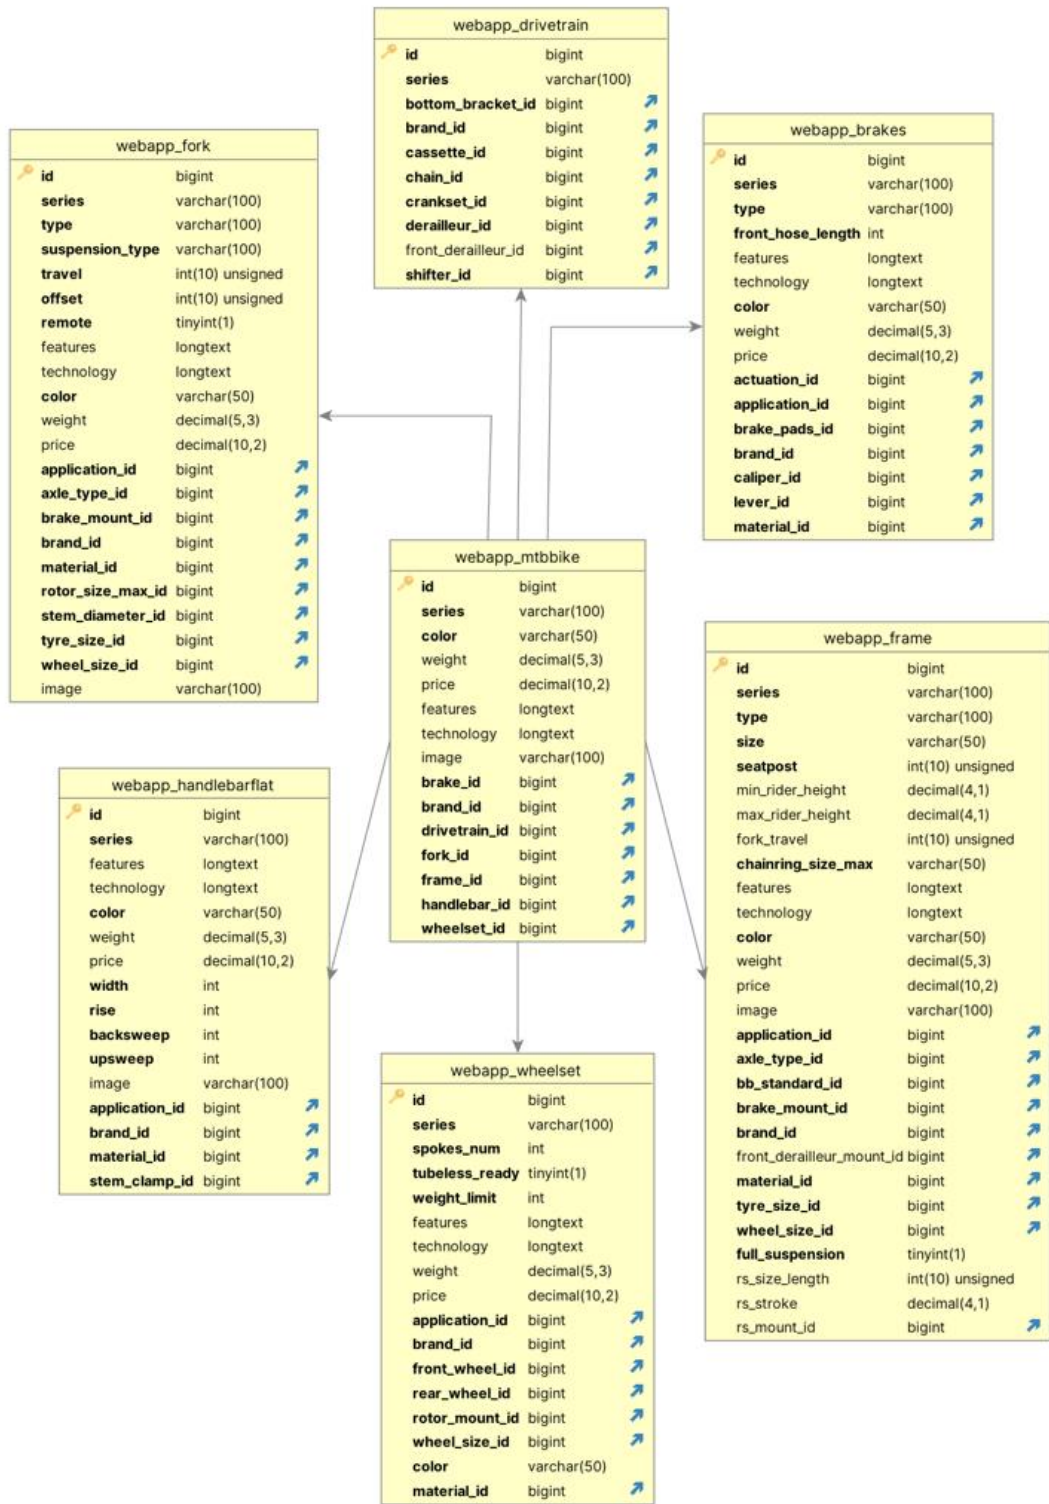 webapp_drivetrain
id bigint
series varchar(100)
bottom_bracket_id bigint
brand_id bigint
cassette_id bigint
chain_id bigint
crankset_id bigint
derailleur_id bigint
front_derailleur_id bigint
shifter_id bigint
webapp_brakes
id bigint
series varchar(100)
type varchar(100)
front_hose_length int
features longtext
technology longtext
color varchar(50)
weight decimal(5,3)
price decimal(10,2)
actuation_id bigint
application_id bigint
brake_pads_id bigint
brand_id bigint
caliper_id bigint
lever_id bigint
material_id bigint
webapp_fork
id bigint
series varchar(100)
type varchar(100)
suspension_type varchar(100)
travel int(10) unsigned
offset int(10) unsigned
remote tinyint(1)
features longtext
technology longtext
color varchar(50)
weight decimal(5,3)
price decimal(10,2)
application_id bigint
axle_type_id bigint
brake_mount_id bigint
brand_id bigint
material_id bigint
rotor_size_max_id bigint
stem_diameter_id bigint
tyre_size_id bigint
wheel_size_id bigint
image varchar(100)
webapp_mtbbike
id bigint
series varchar(100)
color varchar(50)
weight decimal(5,3)
price decimal(10,2)
features longtext
technology longtext
image varchar(100)
brake_id bigint
brand_id bigint
drivetrain_id bigint
fork_id bigint
frame_id bigint
handlebar_id bigint
wheelset_id bigint
webapp_frame
id bigint
series varchar(100)
type varchar(100)
size varchar(50)
seatpost int(10) unsigned
min_rider_height decimal(4,1)
max_rider_height decimal(4,1)
fork_travel int(10) unsigned
chainring_size_max varchar(50)
features longtext
technology longtext
color varchar(50)
weight decimal(5,3)
price decimal(10,2)
image varchar(100)
application_id bigint
axle_type_id bigint
bb_standard_id bigint
brake_mount_id bigint
brand_id bigint
front_derailleur_mount_id bigint
material_id bigint
tyre_size_id bigint
wheel_size_id bigint
full_suspension tinyint(1)
rs_size_length int(10) unsigned
rs_stroke decimal(4,1)
rs_mount_id bigint
webapp_handlebarflat
id bigint
series varchar(100)
features longtext
technology longtext
color varchar(50)
weight decimal(5,3)
price decimal(10,2)
width int
rise int
backsweep int
upsweep int
image varchar(100)
application_id bigint
brand_id bigint
material_id bigint
stem_clamp_id bigint
webapp_wheelset
id bigint
series varchar(100)
spokes_num int
tubeless_ready tinyint(1)
weight_limit int
features longtext
technology longtext
weight decimal(5,3)
price decimal(10,2)
application_id bigint
brand_id bigint
front_wheel_id bigint
rear_wheel_id bigint
rotor_mount_id bigint
wheel_size_id bigint
color varchar(50)
material_id bigint